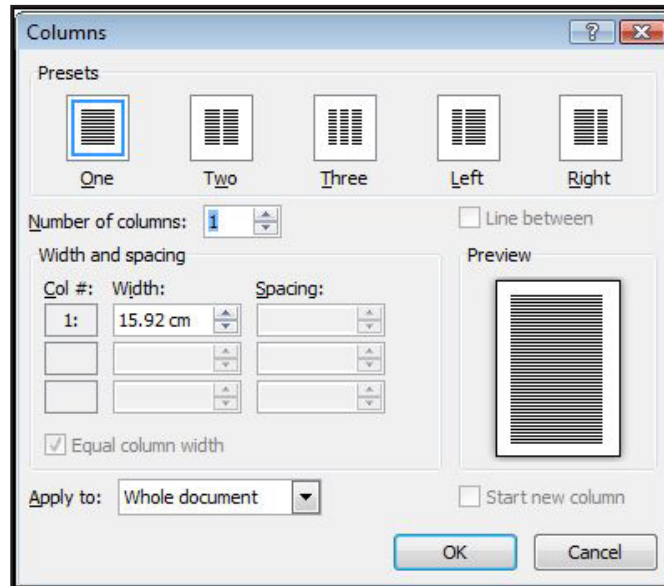 Columns
Presets
One Two Three Left Right
Number of columns: 1 Line between
Width and spacing Preview
Col #: Width: Spacing:
1: 15.92 cm
Equal column width
Apply to: Whole document Start new column
OK Cancel